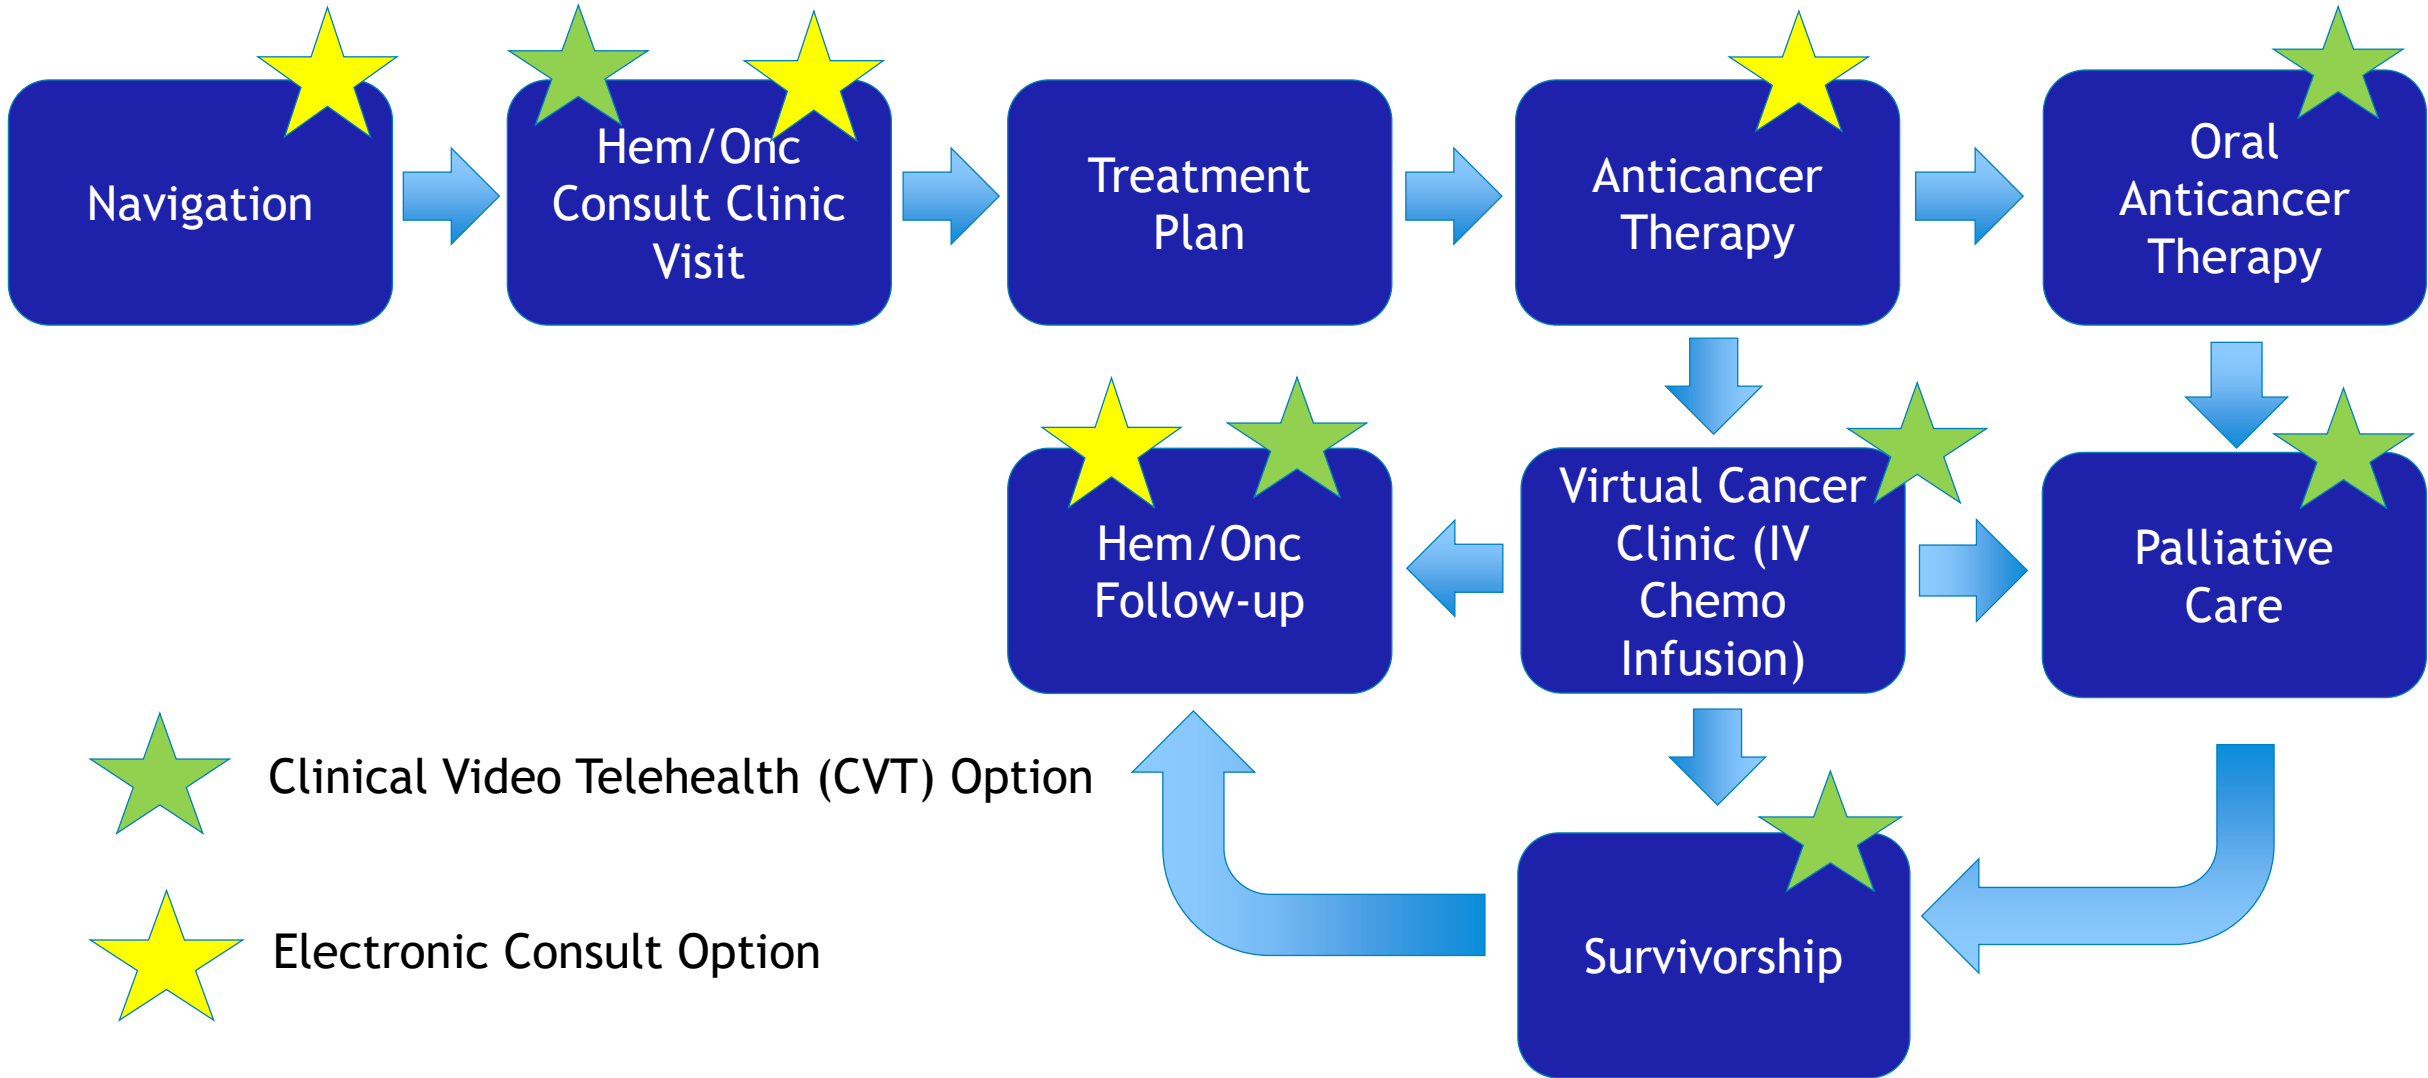 Navigation
Hem/Onc
Consult Clinic
Visit
Treatment
Plan
Anticancer
Therapy
Oral
Anticancer
Therapy
Hem/Onc
Follow-up
Virtual Cancer
Clinic (IV
Chemo
Infusion)
Palliative
Care
Clinical Video Telehealth (CVT) Option
Electronic Consult Option
Survivorship